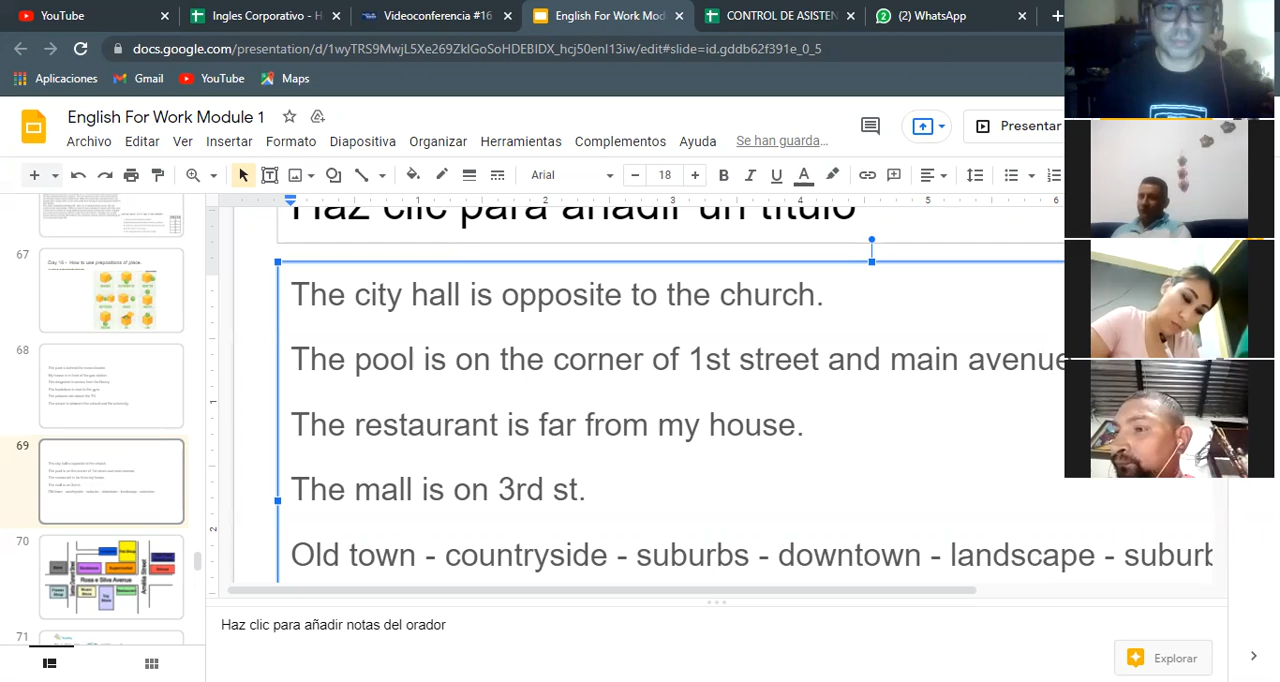 YouTube
Ingles Corporativo - H
Videoconferencia #16
English For Work Mod
CONTROL DE ASISTEN
(2) WhatsApp
docs.google.com/presentation/d/1wyTRS9MwjL5Xe269ZklGoSoHDEBIDX_hcj50enl13iw/edit#slide=id.gddb62f391e_0_5
Aplicaciones
Gmail
YouTube
Maps
English For Work Module 1
Archivo
Editar
Ver
Insertar
Formato
Diapositiva
Organizar
Herramientas
Complementos
Ayuda
Se han guarda...
Presentar
Arial
18
Haz clic para añadir un título
The city hall is opposite to the church.
The pool is on the corner of 1st street and main avenue
The restaurant is far from my house.
The mall is on 3rd st.
Old town - countryside - suburbs - downtown - landscape - suburb
67
Day 16 - How to use prepositions of place.
68
69
70
Rosa e Silva Avenue
Amélia Street
71
Haz clic para añadir notas del orador
Explorar